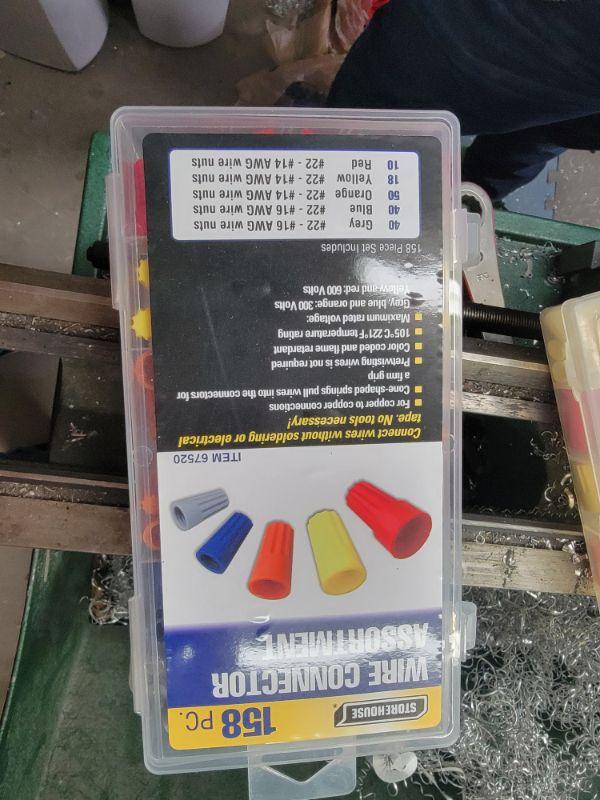 STOREHOUSE®
158 PC.
WIRE CONNECTOR
ASSORTMENT
ITEM 67520
Connect wires without soldering or electrical
tape. No tools necessary!
For copper to copper connections
Cone-shaped springs pull wires into the connectors for
a firm grip
Pretwisting wires is not required
Color coded and flame retardant
105°C 221°F temperature rating
Maximum rated voltage:
Gray, blue and orange: 300 Volts
Yellow and red: 600 Volts
158 Piece Set Includes
40 Grey #22 - #16 AWG wire nuts
40 Blue #22 - #16 AWG wire nuts
50 Orange #22 - #14 AWG wire nuts
18 Yellow #22 - #14 AWG wire nuts
10 Red #22 - #14 AWG wire nuts